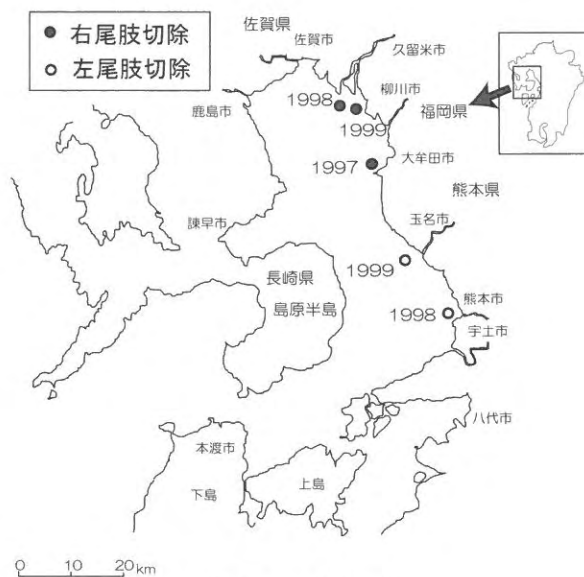 ● 右尾肢切除
○ 左尾肢切除
佐賀県
佐賀市
久留米市
柳川市
福岡県
鹿島市
1998
1999
1997
大牟田市
熊本県
玉名市
諫早市
1999
長崎県
島原半島
熊本市
1998
宇土市
八代市
本渡市
上島
下島
0 10 20 km